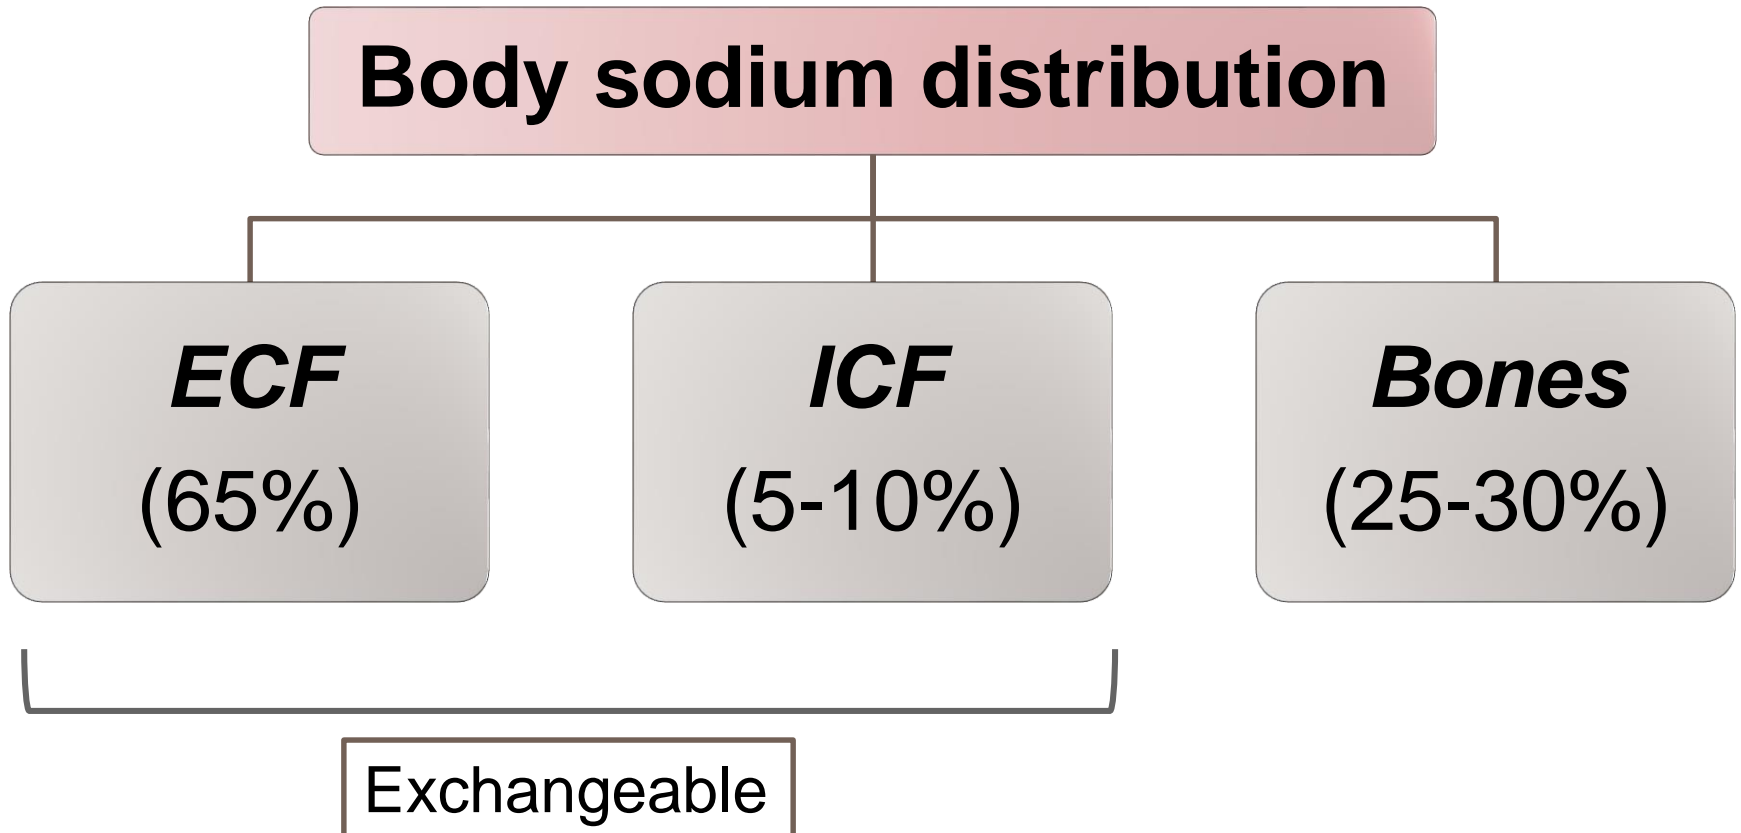 Body sodium distribution
ECF
(65%)
ICF
(5-10%)
Bones
(25-30%)
Exchangeable